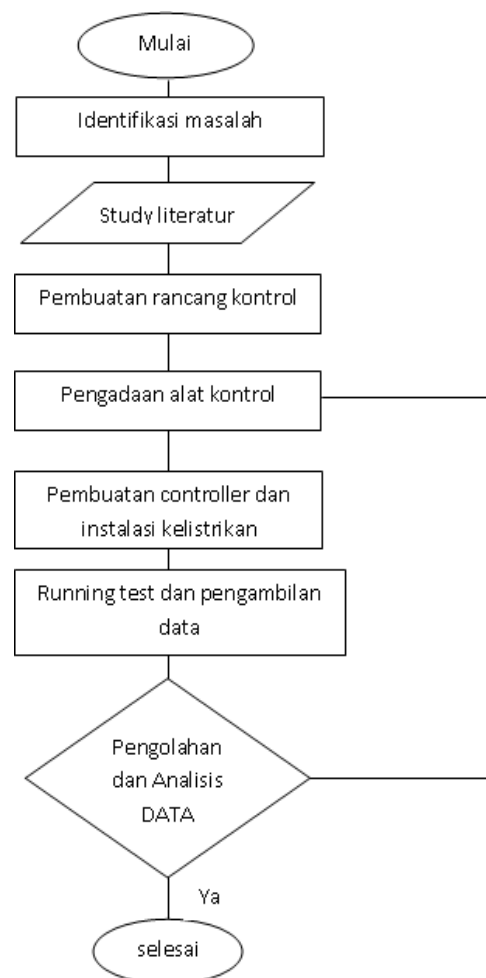 Mulai
Identifikasi masalah
Study literatur
Pembuatan rancang kontrol
Pengadaan alat kontrol
Pembuatan controller dan
instalasi kelistrikan
Running test dan pengambilan
data
Pengolahan
dan Analisis
DATA
Ya
selesai